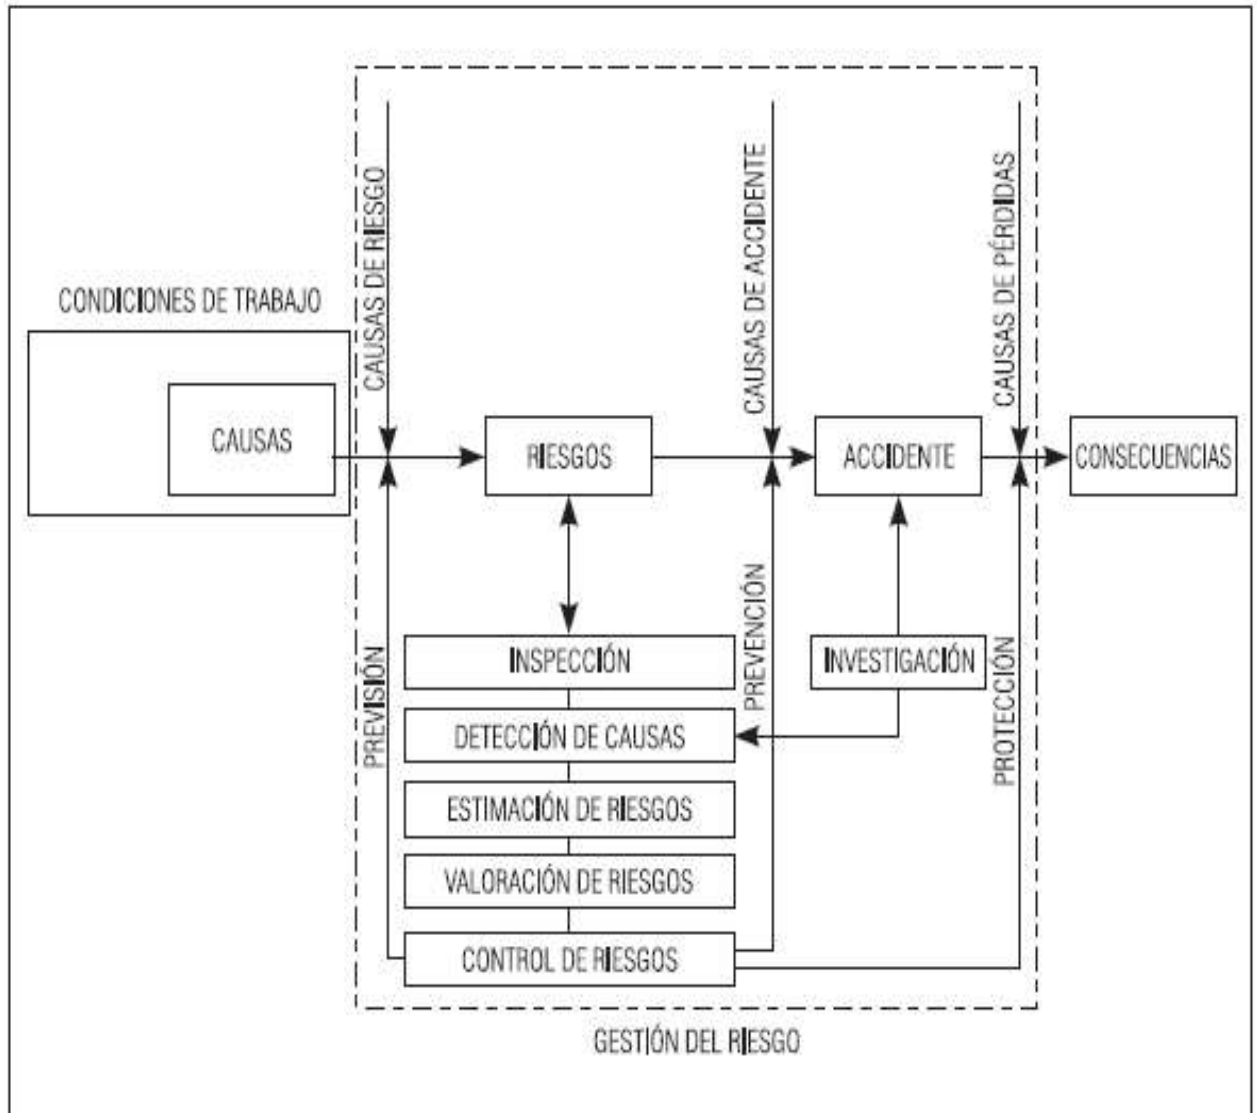 CONDICIONES DE TRABAJO
CAUSAS
CAUSAS DE RIESGO
RIESGOS
CAUSAS DE ACCIDENTE
ACCIDENTE
CAUSAS DE PÉRDIDAS
CONSECUENCIAS
PREVISIÓN
INSPECCIÓN
DETECCIÓN DE CAUSAS
ESTIMACIÓN DE RIESGOS
VALORACIÓN DE RIESGOS
CONTROL DE RIESGOS
PREVENCIÓN
INVESTIGACIÓN
PROTECCIÓN
GESTIÓN DEL RIESGO